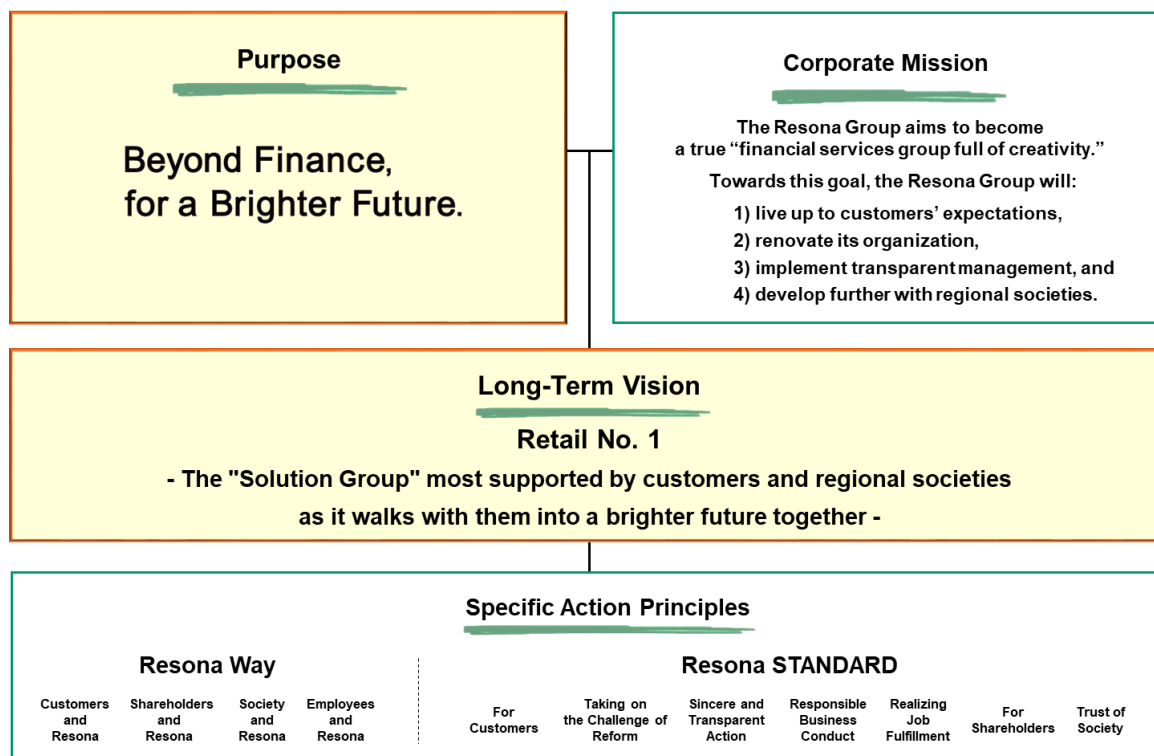 Purpose
Beyond Finance,
for a Brighter Future.
Corporate Mission
The Resona Group aims to become
a true “financial services group full of creativity.”
Towards this goal, the Resona Group will:
1) live up to customers’ expectations,
2) renovate its organization,
3) implement transparent management, and
4) develop further with regional societies.
Long-Term Vision
Retail No. 1
- The "Solution Group" most supported by customers and regional societies
as it walks with them into a brighter future together -
Specific Action Principles
Resona Way
Customers
and
Resona
Shareholders
and
Resona
Society
and
Resona
Employees
and
Resona
Resona STANDARD
For
Customers
Taking on
the Challenge of
Reform
Sincere and
Transparent
Action
Responsible
Business
Conduct
Realizing
Job
Fulfillment
For
Shareholders
Trust of
Society